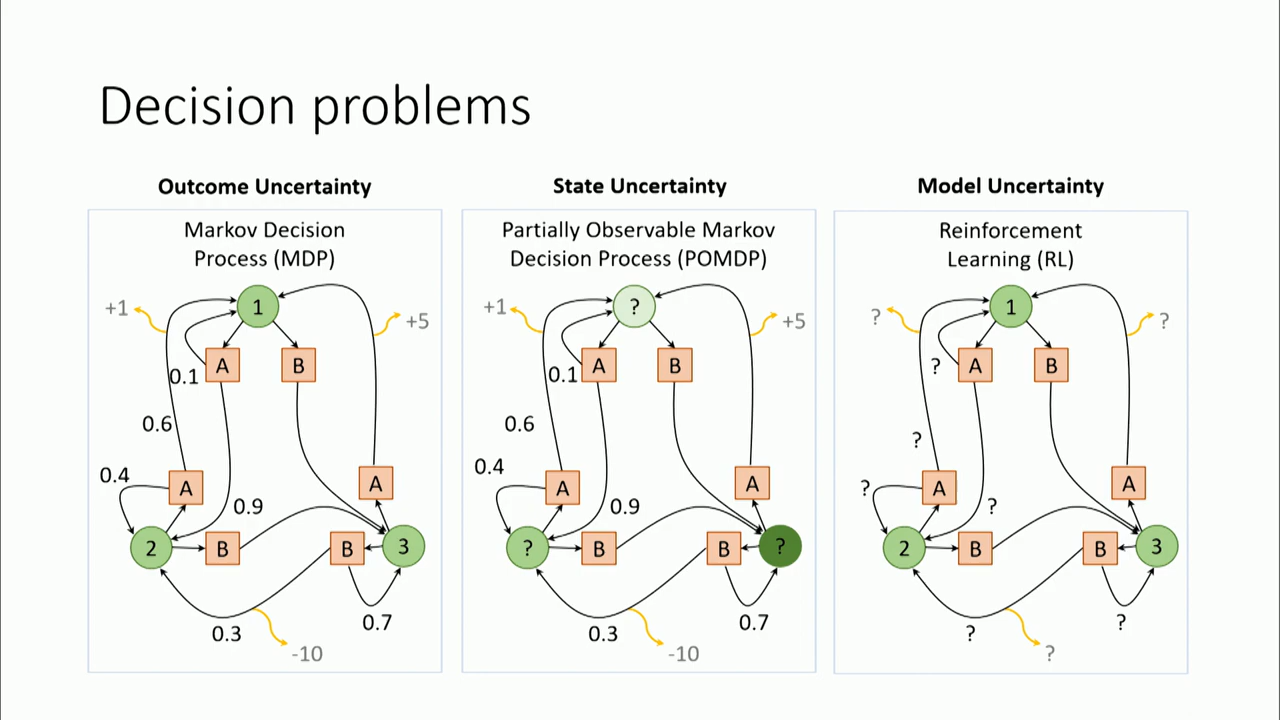 Decision problems
Outcome Uncertainty
Markov Decision
Process (MDP)
+1
1
+5
A
B
0.1
0.6
0.4
A
A
0.9
2
B
B
3
0.7
0.3
-10
State Uncertainty
Partially Observable Markov
Decision Process (POMDP)
+1
?
+5
A
B
0.1
0.6
0.4
A
A
0.9
?
B
B
?
0.7
0.3
-10
Model Uncertainty
Reinforcement
Learning (RL)
?
1
?
?
A
B
?
?
A
A
?
2
B
B
3
?
?
?